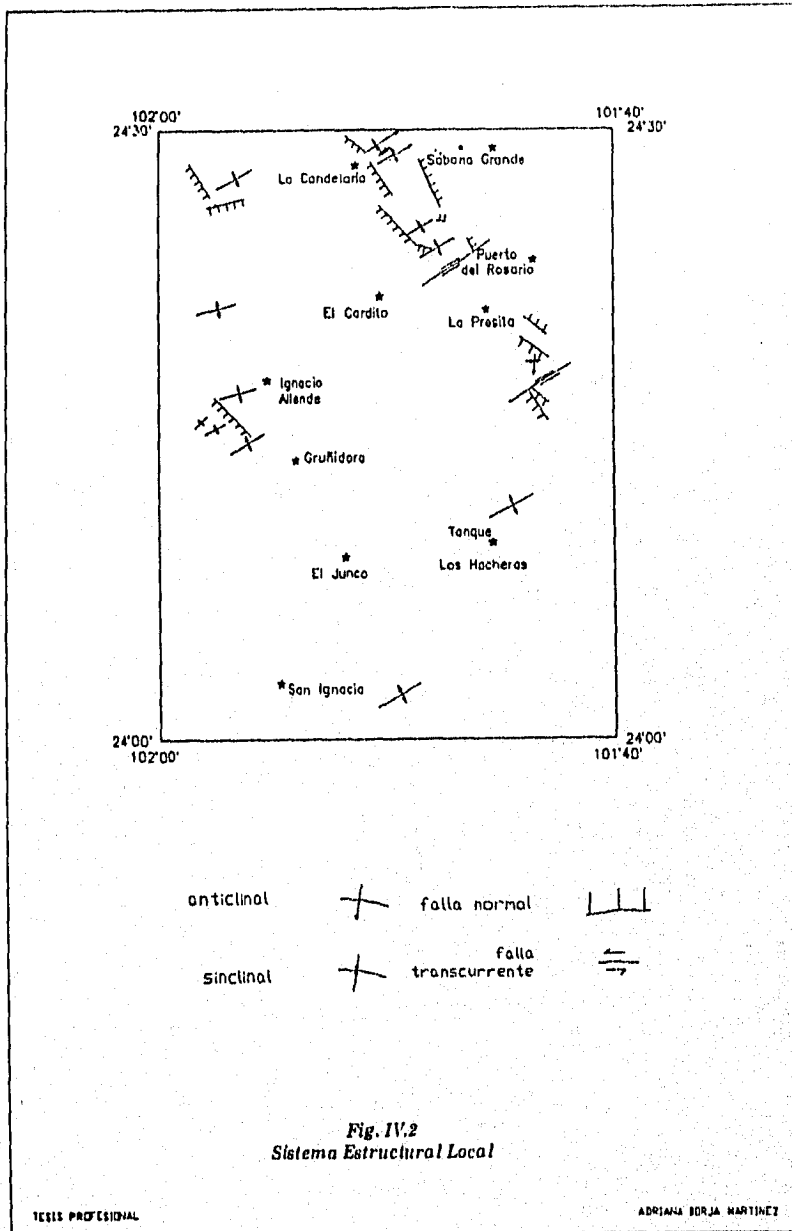 102°00'
101°40'
24°30'
24°30'
La Candelaria
Sabana Grande
Puerto
del Rosario
El Cardito
La Presita
Ignacio
Allende
Gruñidora
Tanque
Los Hacheros
El Junco
San Ignacio
24°00'
24°00'
102°00'
101°40'
anticlinal
falla normal
sinclinal
falla
transcurrente
Fig. IV.2
Sistema Estructural Local
TESIS PROFESIONAL
ADRIANA BORJA MARTINEZ